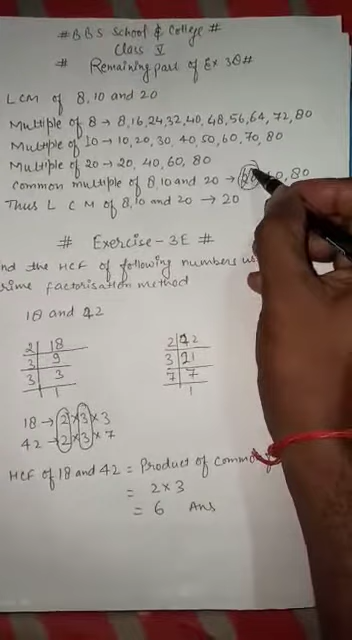 # BBS School & College #
Class V
# Remaining part of Ex 3D #
LCM of 8, 10 and 20
Multiple of 8 → 8, 16, 24, 32, 40, 48, 56, 64, 72, 80
Multiple of 10 → 10, 20, 30, 40, 50, 60, 70, 80
Multiple of 20 → 20, 40, 60, 80
Common multiple of 8, 10 and 20 → 20, 40, 80
Thus L C M of 8, 10 and 20 → 20
# Exercise - 3E #
the HCF of following numbers
factorisation method
18 and 42
2 | 18
3 | 9
3 | 3
1
2 | 42
3 | 21
7 | 7
1
18 → 2 × 3 × 3
42 → 2 × 3 × 7
HCF of 18 and 42 = Product of Common
= 2 × 3
= 6 Ans